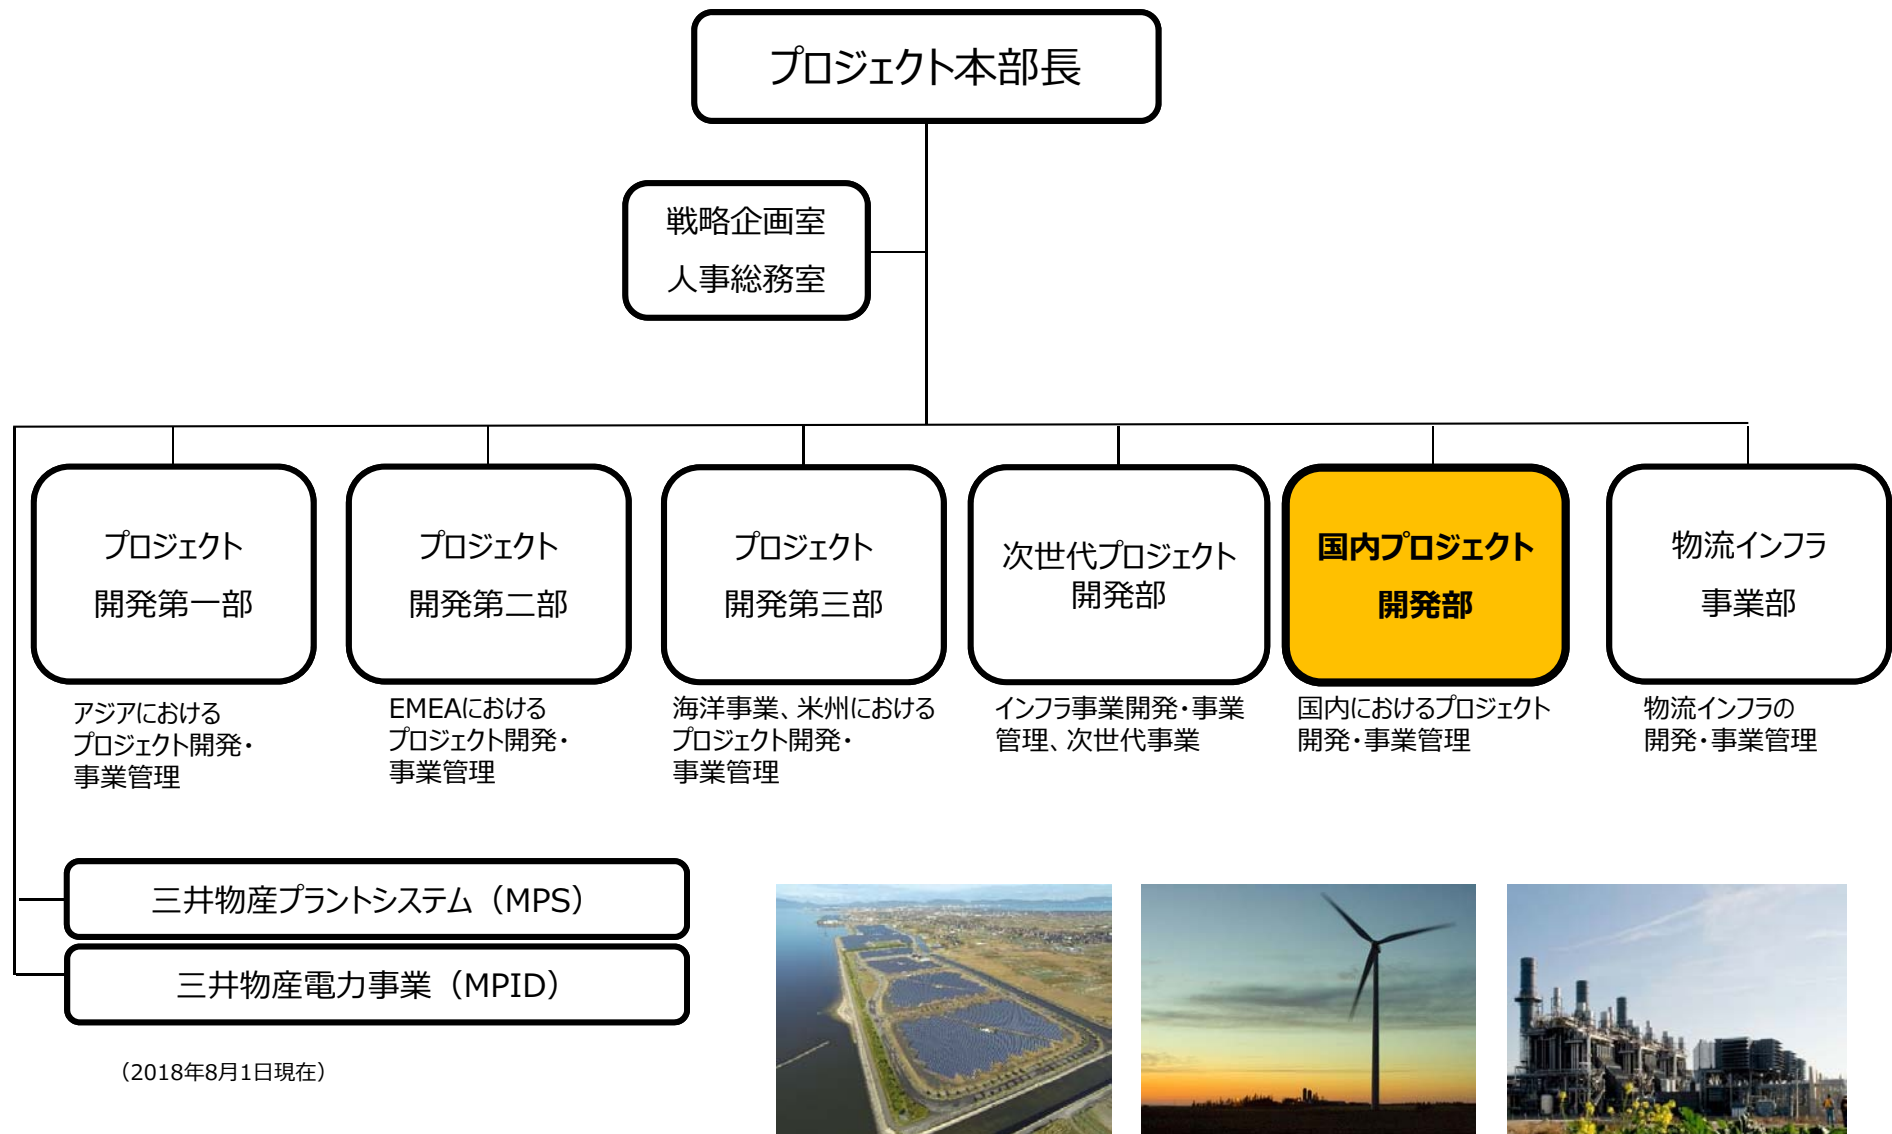 プロジェクト本部長
戦略企画室
人事総務室
プロジェクト
開発第一部
プロジェクト
開発第二部
プロジェクト
開発第三部
次世代プロジェクト
開発部
国内プロジェクト
開発部
物流インフラ
事業部
アジアにおける
プロジェクト開発・
事業管理
EMEAにおける
プロジェクト開発・
事業管理
海洋事業、米州における
プロジェクト開発・
事業管理
インフラ事業開発・事業
管理、次世代事業
国内におけるプロジェクト
開発・事業管理
物流インフラの
開発・事業管理
三井物産プラントシステム（MPS）
三井物産電力事業（MPID）
（2018年8月1日現在）